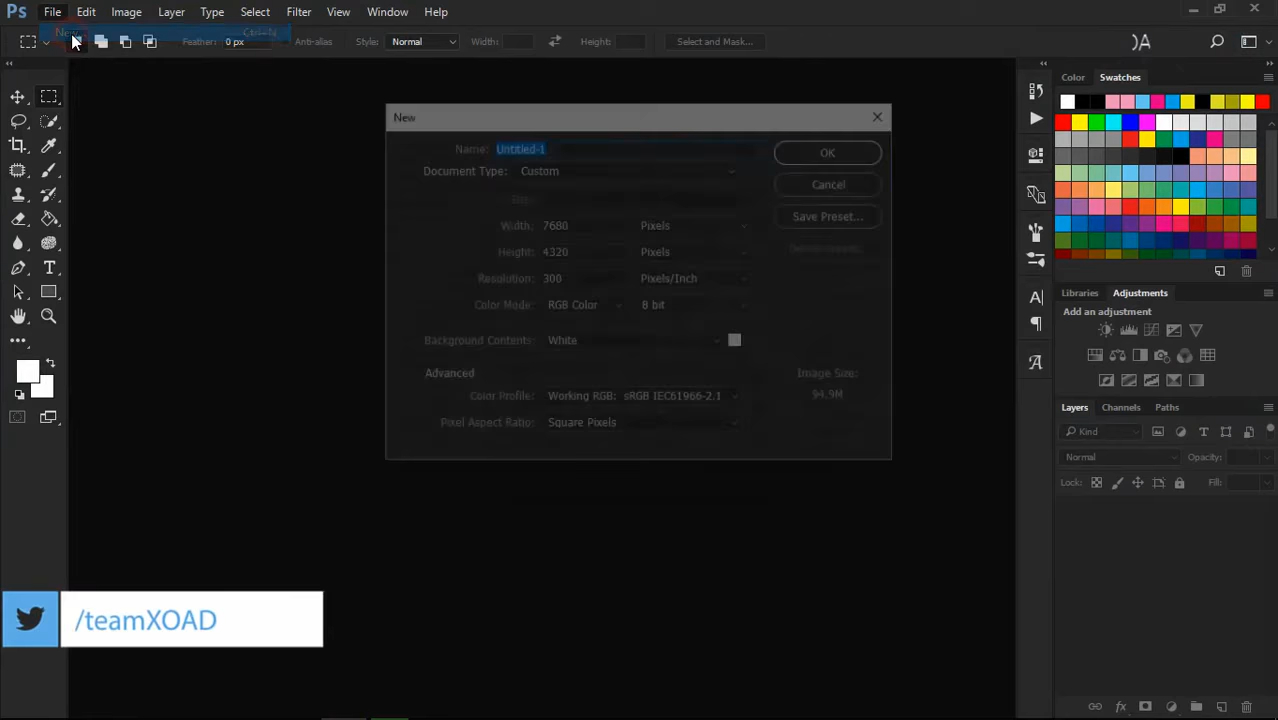 Ps File Edit Image Layer Type Select Filter View Window Help
New... Ctrl+N
Feather: 0 px Anti-alias Style: Normal Width: Height: Select and Mask...
Color Swatches
New
Name: Untitled-1 OK
Document Type: Custom
Cancel
Save Preset...
Width: 7680 Pixels
Height: 4320 Pixels
Resolution: 300 Pixels/Inch
Color Mode: RGB Color 8 bit
Background Contents: White
Advanced
Image Size:
94.9M
Color Profile: Working RGB: sRGB IEC61966-2.1
Pixel Aspect Ratio: Square Pixels
Libraries Adjustments
Add an adjustment
Layers Channels Paths
Kind
Normal Opacity:
Lock: Fill:
/teamXOAD